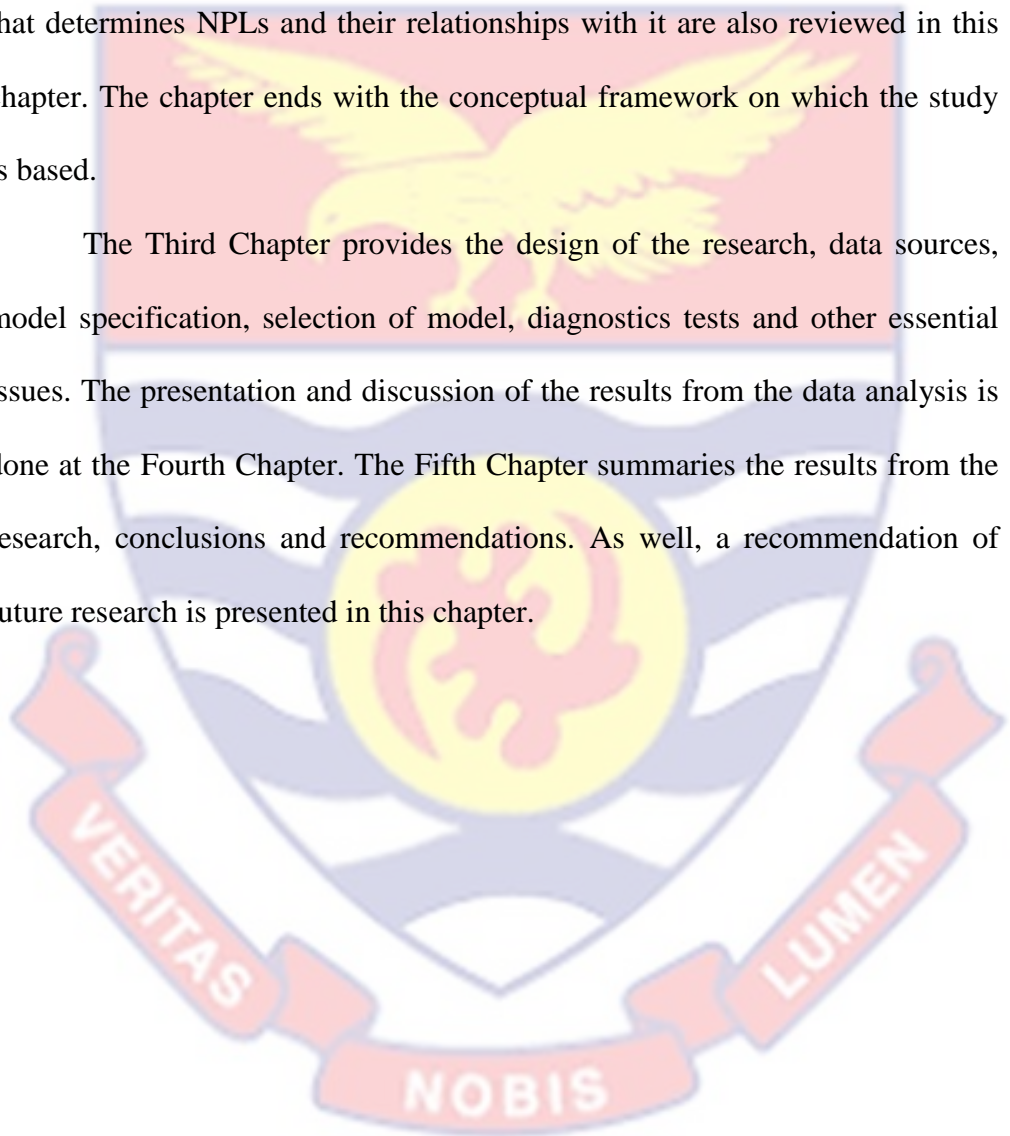 hat determines NPLs and their relationships with it are also reviewed in this
hapter. The chapter ends with the conceptual framework on which the study
s based.
The Third Chapter provides the design of the research, data sources,
model specification, selection of model, diagnostics tests and other essential
ssues. The presentation and discussion of the results from the data analysis is
done at the Fourth Chapter. The Fifth Chapter summaries the results from the
research, conclusions and recommendations. As well, a recommendation of
uture research is presented in this chapter.
VERITAS
NOBIS
LUMEN